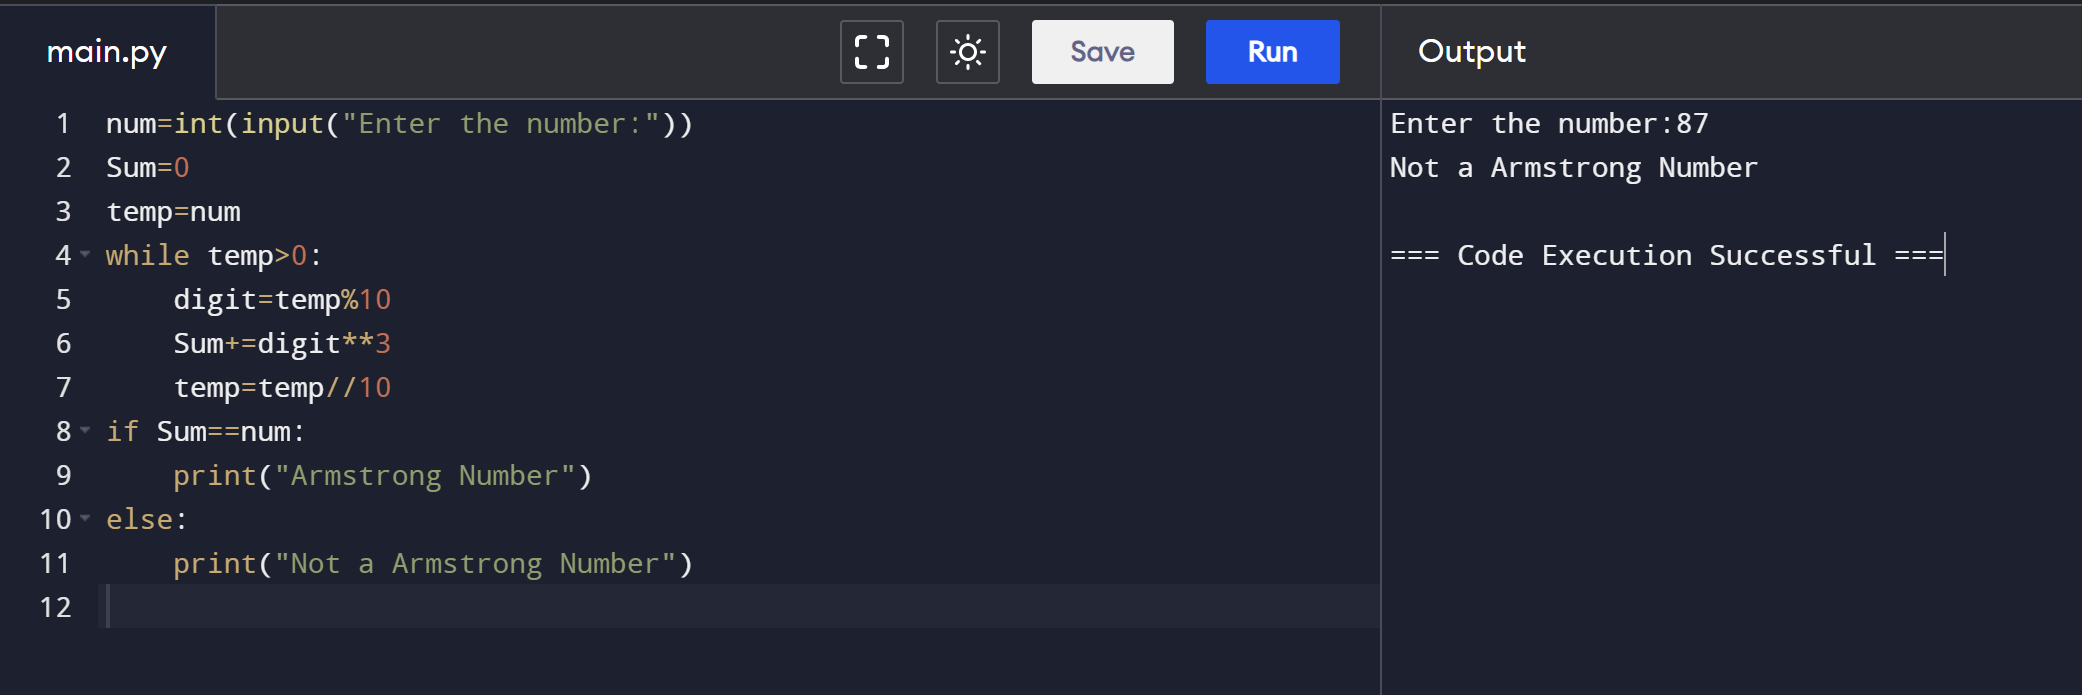 main.py
Save
Run
Output
1 num=int(input("Enter the number:"))
2 Sum=0
3 temp=num
4 while temp>0:
5     digit=temp%10
6     Sum+=digit**3
7     temp=temp//10
8 if Sum==num:
9     print("Armstrong Number")
10 else:
11     print("Not a Armstrong Number")
12
Enter the number:87
Not a Armstrong Number
=== Code Execution Successful ===